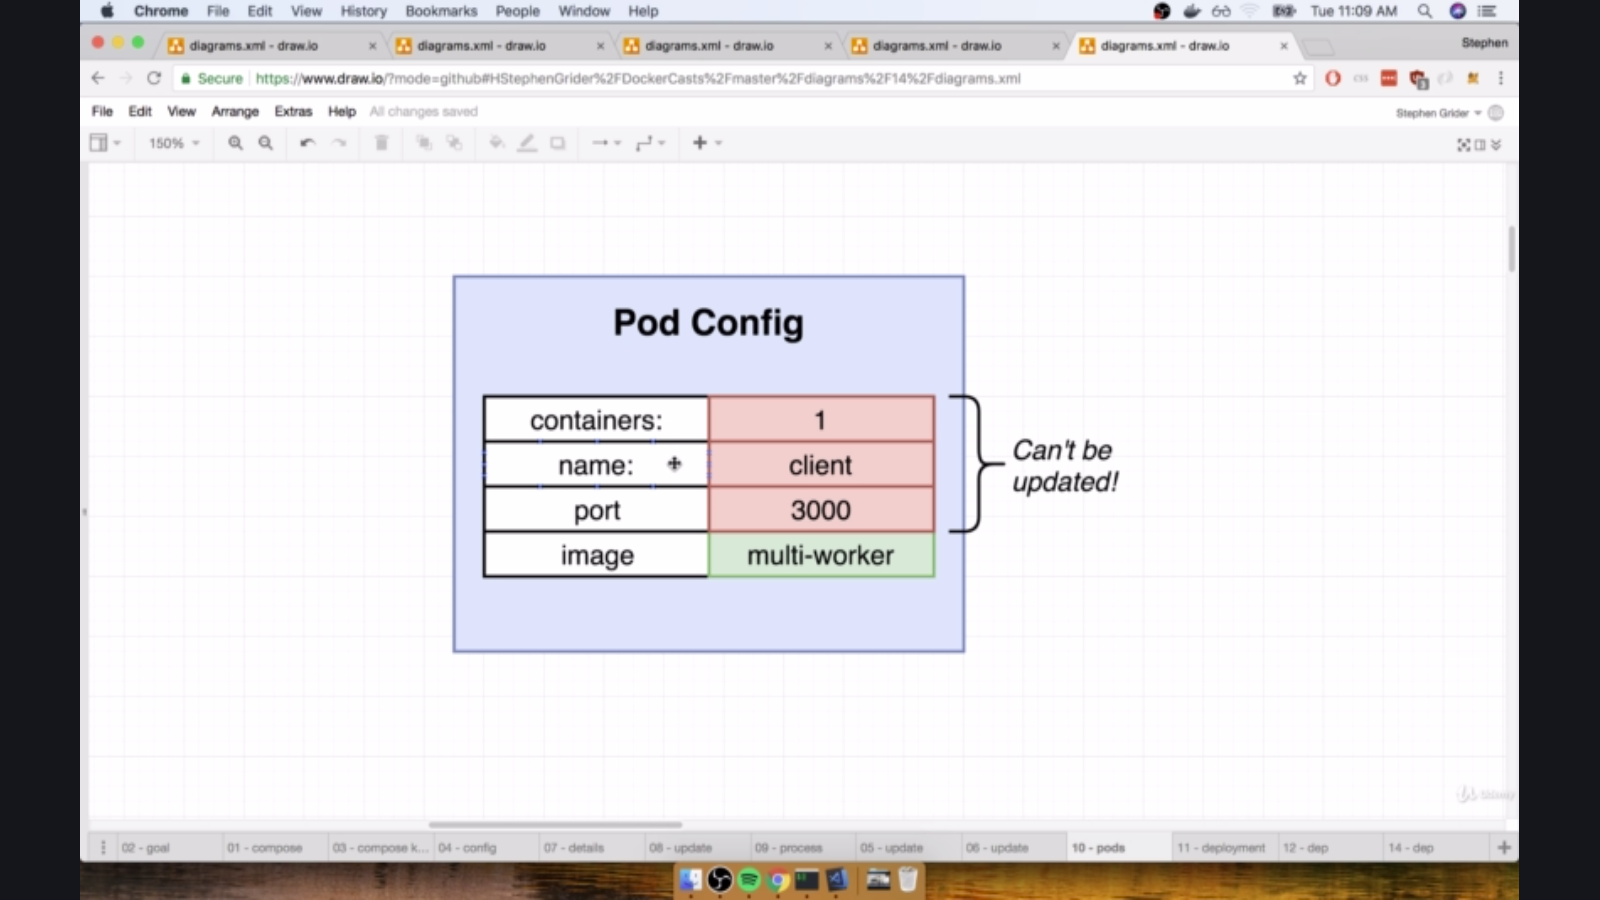 Chrome File Edit View History Bookmarks People Window Help Tue 11:09 AM
diagrams.xml - draw.io diagrams.xml - draw.io diagrams.xml - draw.io diagrams.xml - draw.io diagrams.xml - draw.io Stephen
Secure https://www.draw.io/?mode=github#HStephenGrider%2FDockerCasts%2Fmaster%2Fdiagrams%2F14%2Fdiagrams.xml
File Edit View Arrange Extras Help All changes saved Stephen Grider
150%
Pod Config
containers: 1
name: client
port 3000
image multi-worker
Can't be
updated!
02 - goal 01 - compose 03 - compose k... 04 - config 07 - details 08 - update 09 - process 05 - update 06 - update 10 - pods 11 - deployment 12 - dep 14 - dep